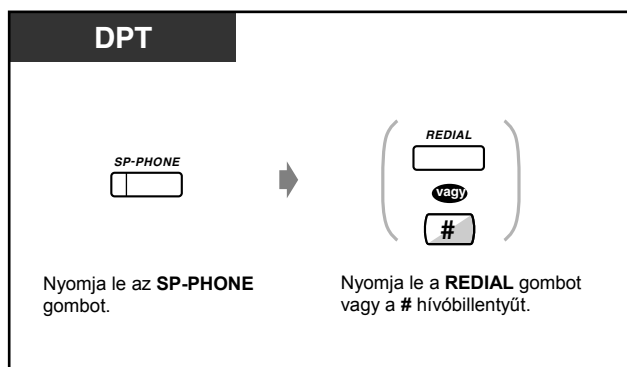 DPT
SP-PHONE
REDIAL
vagy
#
Nyomja le az SP-PHONE
gombot.
Nyomja le a REDIAL gombot
vagy a # hívóbillentyűt.